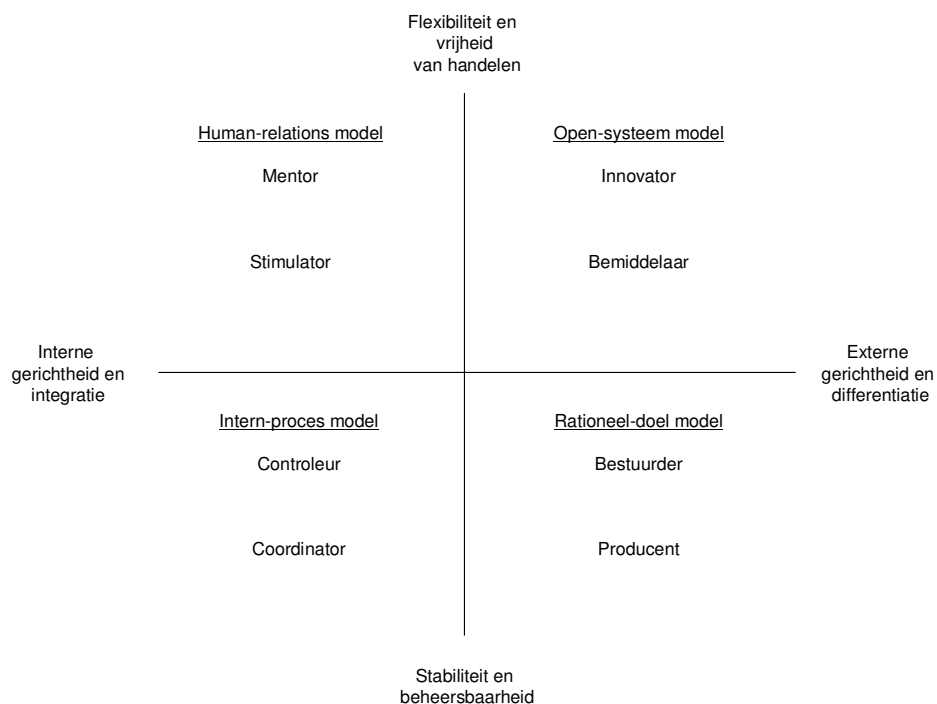 Flexibiliteit en
vrijheid
van handelen
Human-relations model
Open-systeem model
Mentor
Innovator
Stimulator
Bemiddelaar
Interne
gerichtheid en
integratie
Externe
gerichtheid en
differentiatie
Intern-proces model
Rationeel-doel model
Controleur
Bestuurder
Coordinator
Producent
Stabiliteit en
beheersbaarheid